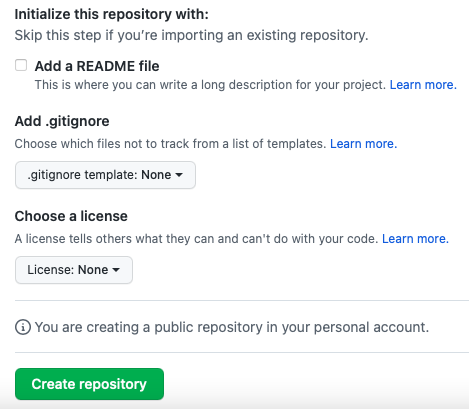 Initialize this repository with:
Skip this step if you’re importing an existing repository.
Add a README file
This is where you can write a long description for your project. Learn more.
Add .gitignore
Choose which files not to track from a list of templates. Learn more.
.gitignore template: None
Choose a license
A license tells others what they can and can't do with your code. Learn more.
License: None
You are creating a public repository in your personal account.
Create repository